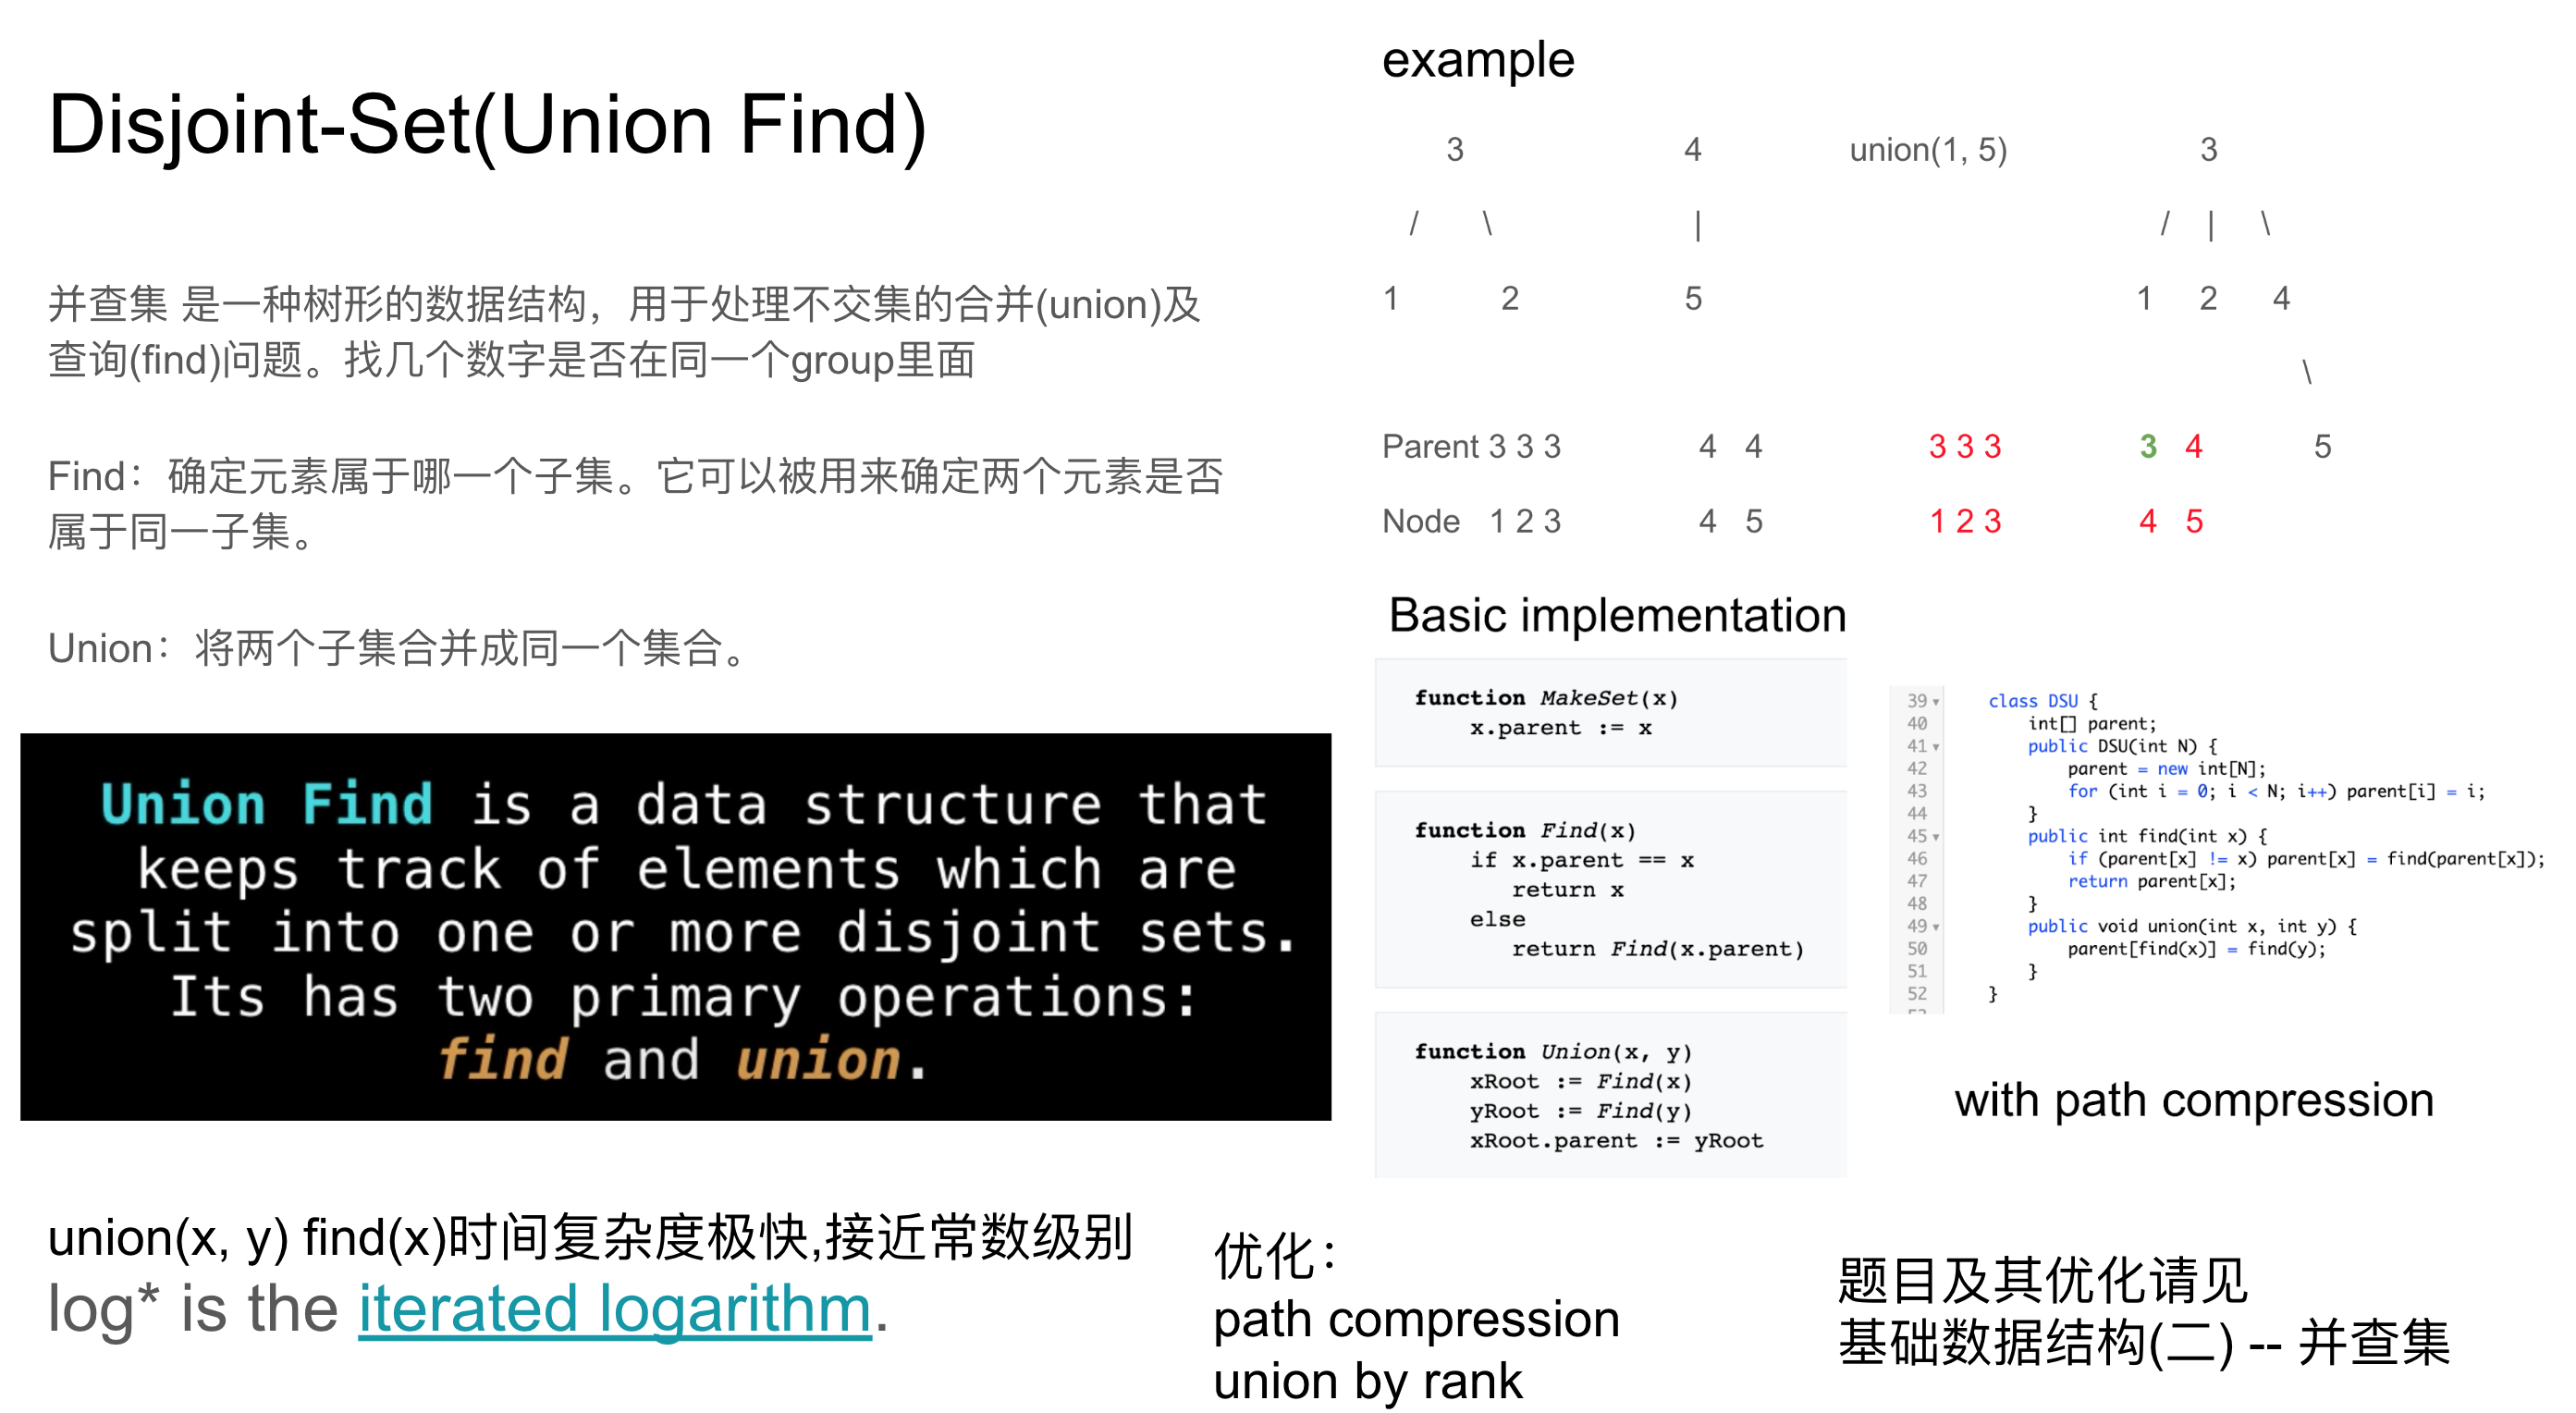 Disjoint-Set(Union Find)
并查集 是一种树形的数据结构，用于处理不交集的合并(union)及
查询(find)问题。找几个数字是否在同一个group里面
Find：确定元素属于哪一个子集。它可以被用来确定两个元素是否
属于同一子集。
Union：将两个子集合并成同一个集合。
Union Find is a data structure that
keeps track of elements which are
split into one or more disjoint sets.
Its has two primary operations:
find and union.
union(x, y) find(x)时间复杂度极快,接近常数级别
log* is the iterated logarithm.
example
3 4 union(1, 5) 3
/ \ | / | \
1 2 5 1 2 4
\
Parent 3 3 3 4 4 3 3 3 3 4 5
Node 1 2 3 4 5 1 2 3 4 5
Basic implementation
function MakeSet(x)
x.parent := x
function Find(x)
if x.parent == x
return x
else
return Find(x.parent)
function Union(x, y)
xRoot := Find(x)
yRoot := Find(y)
xRoot.parent := yRoot
39 class DSU {
40 int[] parent;
41 public DSU(int N) {
42 parent = new int[N];
43 for (int i = 0; i < N; i++) parent[i] = i;
44 }
45 public int find(int x) {
46 if (parent[x] != x) parent[x] = find(parent[x]);
47 return parent[x];
48 }
49 public void union(int x, int y) {
50 parent[find(x)] = find(y);
51 }
52 }
with path compression
优化：
path compression
union by rank
题目及其优化请见
基础数据结构(二) -- 并查集